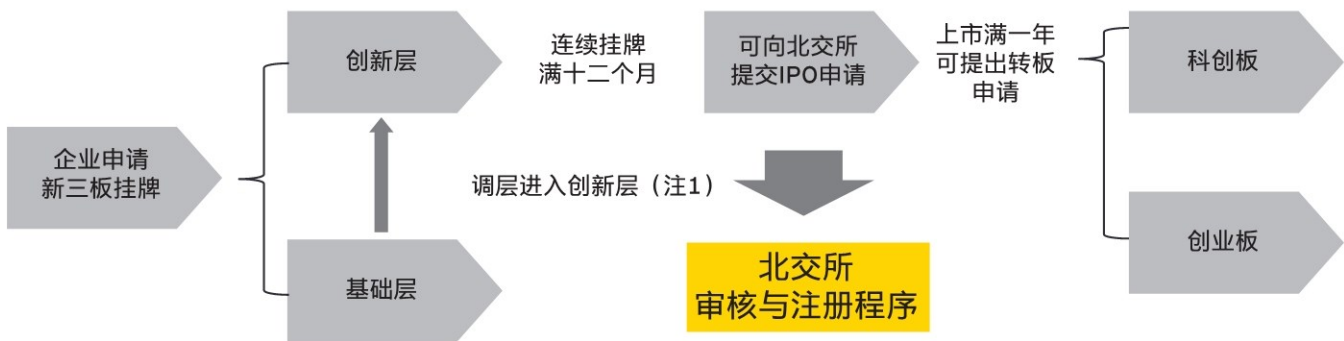 企业申请
新三板挂牌
创新层
基础层
连续挂牌
满十二个月
调层进入创新层（注1）
可向北交所
提交IPO申请
北交所
审核与注册程序
上市满一年
可提出转板
申请
科创板
创业板